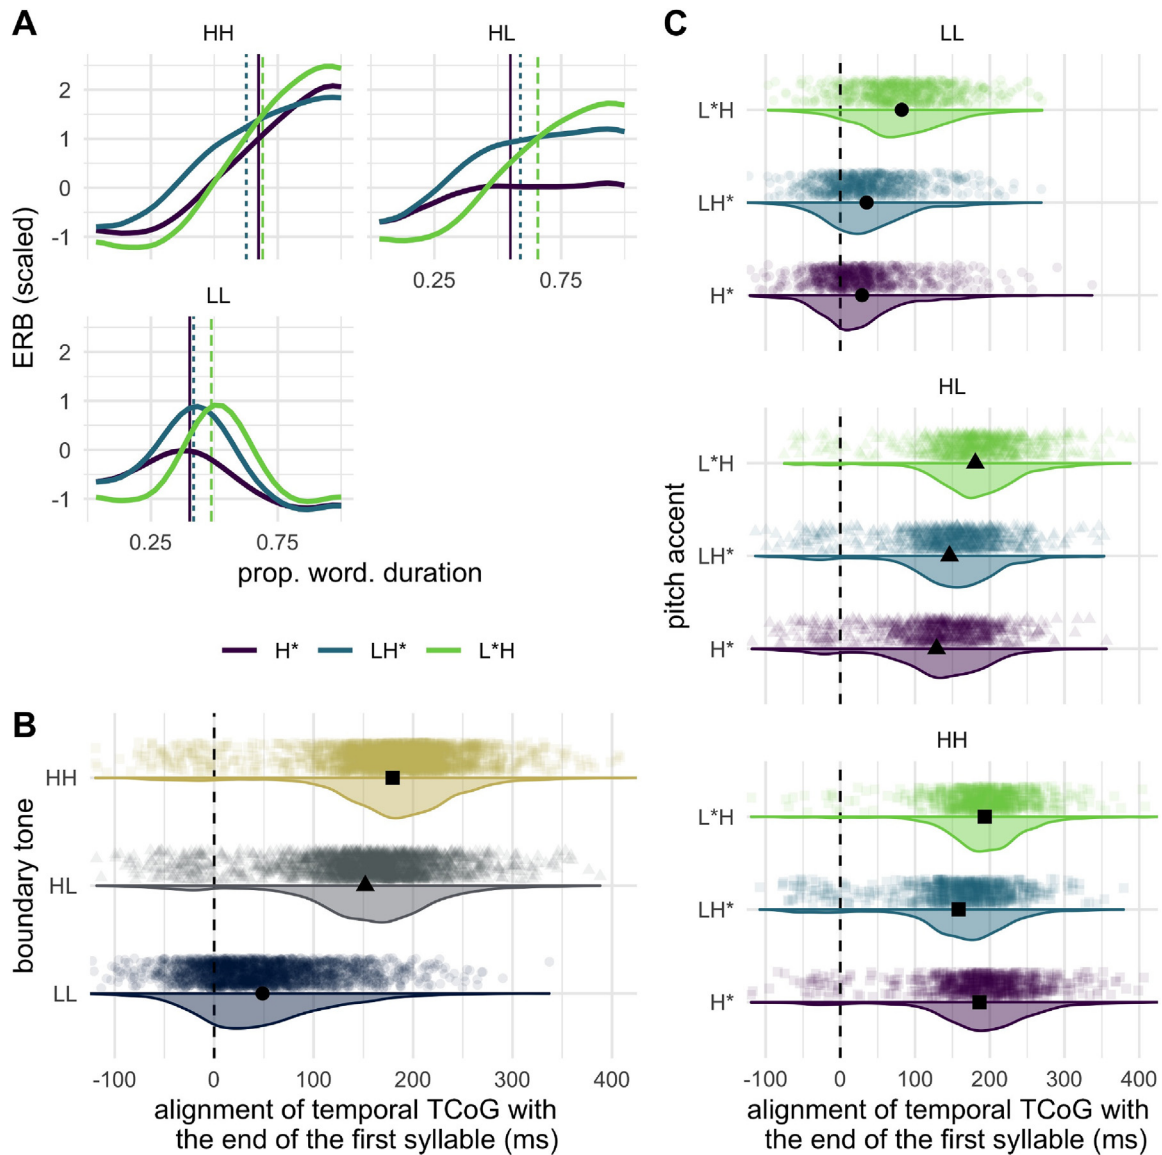 A
HH
HL
2
1
0
-1
0.25
0.75
LL
2
1
0
-1
0.25
0.75
ERB (scaled)
prop. word. duration
H*
LH*
L*H
B
HH
HL
LL
boundary tone
-100
0
100
200
300
400
alignment of temporal TCoG with
the end of the first syllable (ms)
C
LL
L*H
LH*
H*
HL
L*H
LH*
H*
HH
L*H
LH*
H*
pitch accent
-100
0
100
200
300
400
alignment of temporal TCoG with
the end of the first syllable (ms)